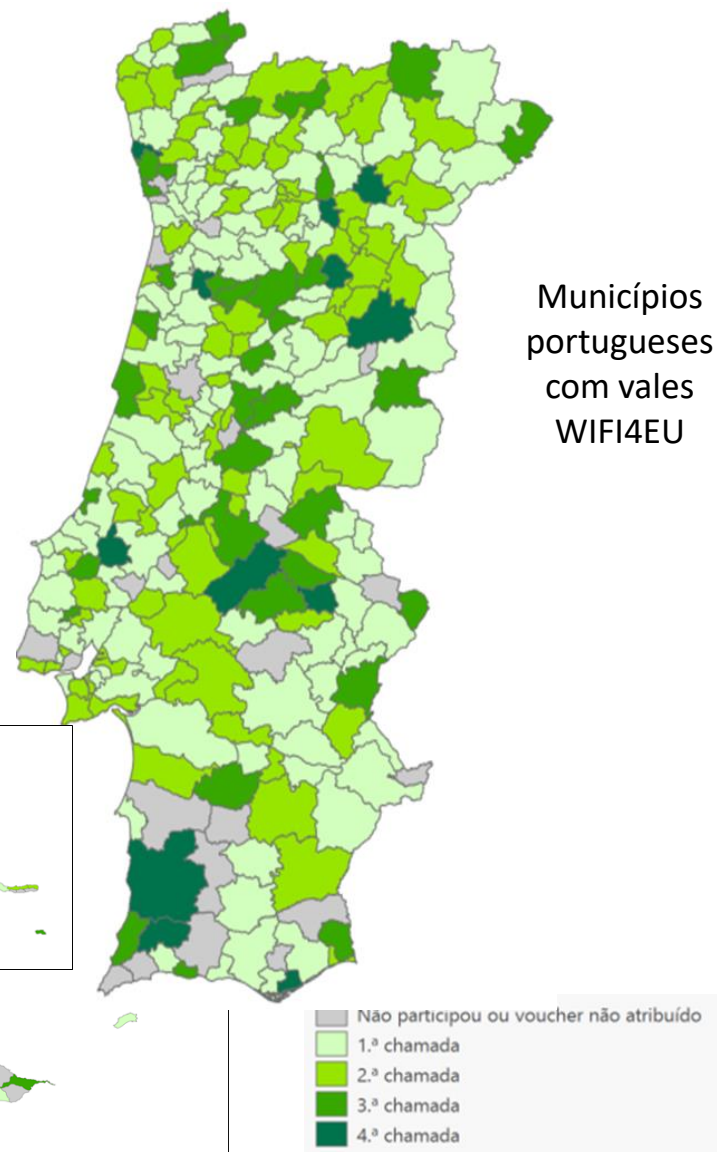 Municípios
portugueses
com vales
WIFI4EU
Não participou ou voucher não atribuído
1.ª chamada
2.ª chamada
3.ª chamada
4.ª chamada